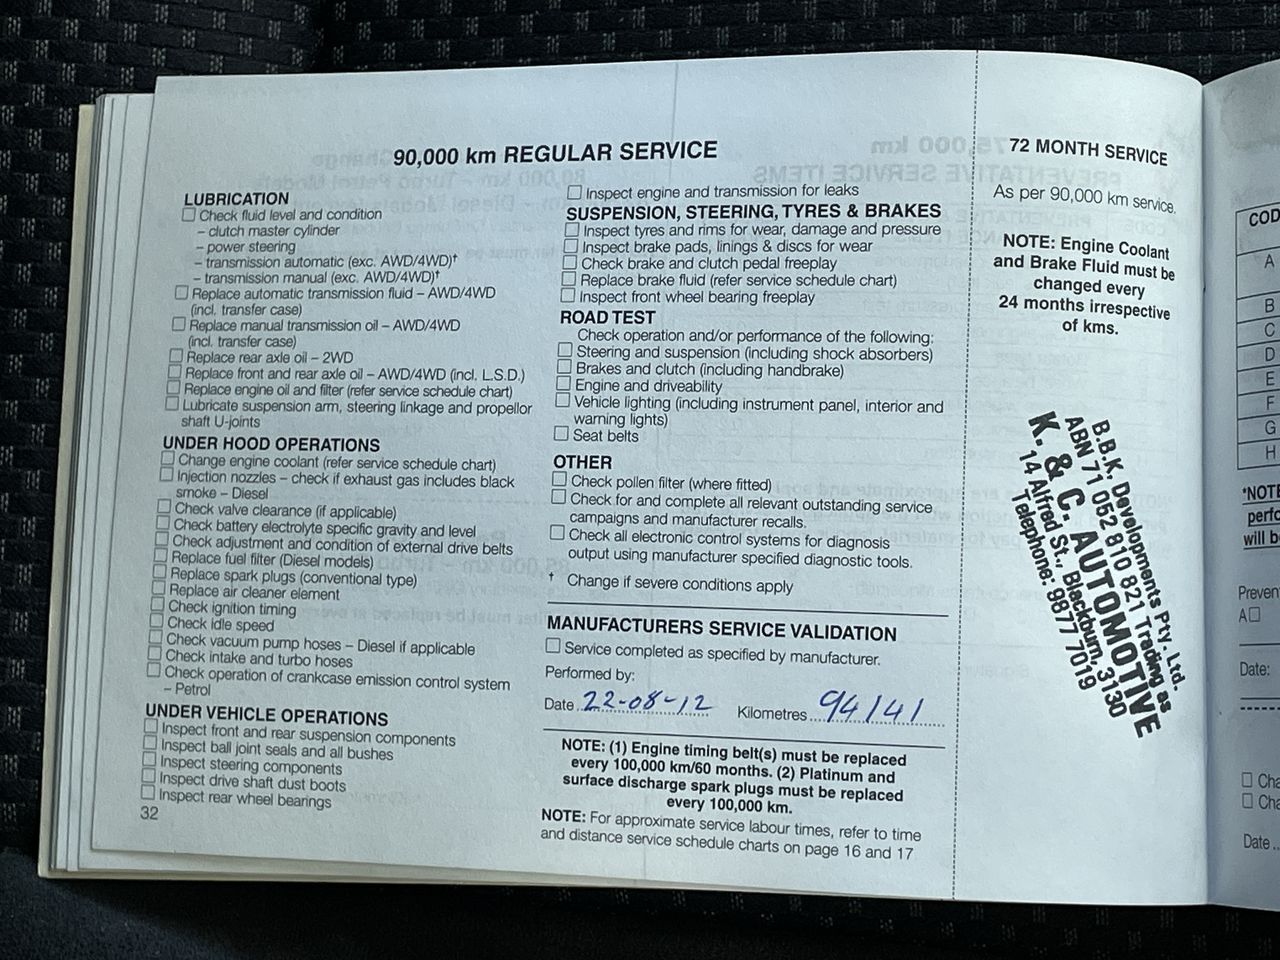 90,000 km REGULAR SERVICE
LUBRICATION
Check fluid level and condition
– clutch master cylinder
– power steering
– transmission automatic (exc. AWD/4WD)†
– transmission manual (exc. AWD/4WD)†
Replace automatic transmission fluid – AWD/4WD
(incl. transfer case)
Replace manual transmission oil – AWD/4WD
(incl. transfer case)
Replace rear axle oil – 2WD
Replace front and rear axle oil – AWD/4WD (incl. L.S.D.)
Replace engine oil and filter (refer service schedule chart)
Lubricate suspension arm, steering linkage and propellor
shaft U-joints
UNDER HOOD OPERATIONS
Change engine coolant (refer service schedule chart)
Injection nozzles – check if exhaust gas includes black
smoke – Diesel
Check valve clearance (if applicable)
Check battery electrolyte specific gravity and level
Check adjustment and condition of external drive belts
Replace fuel filter (Diesel models)
Replace spark plugs (conventional type)
Replace air cleaner element
Check ignition timing
Check idle speed
Check vacuum pump hoses – Diesel if applicable
Check intake and turbo hoses
Check operation of crankcase emission control system
– Petrol
UNDER VEHICLE OPERATIONS
Inspect front and rear suspension components
Inspect ball joint seals and all bushes
Inspect steering components
Inspect drive shaft dust boots
Inspect rear wheel bearings
32
Inspect engine and transmission for leaks
SUSPENSION, STEERING, TYRES & BRAKES
Inspect tyres and rims for wear, damage and pressure
Inspect brake pads, linings & discs for wear
Check brake and clutch pedal freeplay
Replace brake fluid (refer service schedule chart)
Inspect front wheel bearing freeplay
ROAD TEST
Check operation and/or performance of the following:
Steering and suspension (including shock absorbers)
Brakes and clutch (including handbrake)
Engine and driveability
Vehicle lighting (including instrument panel, interior and
warning lights)
Seat belts
OTHER
Check pollen filter (where fitted)
Check for and complete all relevant outstanding service
campaigns and manufacturer recalls.
Check all electronic control systems for diagnosis
output using manufacturer specified diagnostic tools.
† Change if severe conditions apply
MANUFACTURERS SERVICE VALIDATION
Service completed as specified by manufacturer.
Performed by:
Date 22-08-12 Kilometres 94141
NOTE: (1) Engine timing belt(s) must be replaced
every 100,000 km/60 months. (2) Platinum and
surface discharge spark plugs must be replaced
every 100,000 km.
NOTE: For approximate service labour times, refer to time
and distance service schedule charts on page 16 and 17
72 MONTH SERVICE
As per 90,000 km service.
NOTE: Engine Coolant
and Brake Fluid must be
changed every
24 months irrespective
of kms.
B.B.K. Developments Pty. Ltd.
ABN 71 052 810 821 Trading as
K. & C. AUTOMOTIVE
14 Alfred St., Blackburn, 3130
Telephone: 9877 7019
COD
A
B
C
D
E
F
G
H
*NOTE
perfo
will b
Preven
A
Date:
Cha
Cha
Date